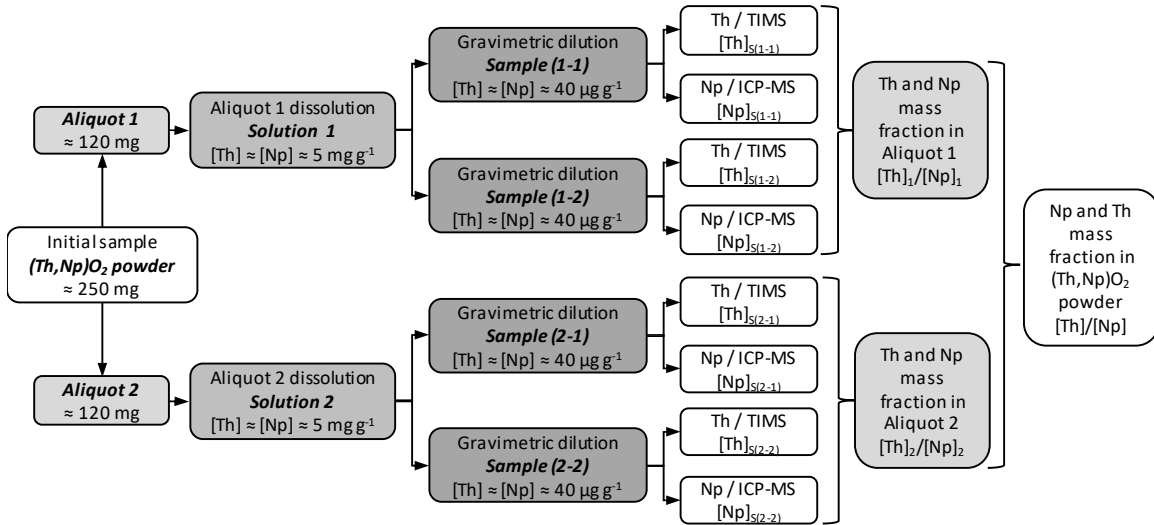 Initial sample
(Th,Np)O₂ powder
≈ 250 mg
Aliquot 1
≈ 120 mg
Aliquot 2
≈ 120 mg
Aliquot 1 dissolution
Solution 1
[Th] ≈ [Np] ≈ 5 mg g⁻¹
Aliquot 2 dissolution
Solution 2
[Th] ≈ [Np] ≈ 5 mg g⁻¹
Gravimetric dilution
Sample (1-1)
[Th] ≈ [Np] ≈ 40 µg g⁻¹
Gravimetric dilution
Sample (1-2)
[Th] ≈ [Np] ≈ 40 µg g⁻¹
Gravimetric dilution
Sample (2-1)
[Th] ≈ [Np] ≈ 40 µg g⁻¹
Gravimetric dilution
Sample (2-2)
[Th] ≈ [Np] ≈ 40 µg g⁻¹
Th / TIMS
[Th]S(1-1)
Np / ICP-MS
[Np]S(1-1)
Th / TIMS
[Th]S(1-2)
Np / ICP-MS
[Np]S(1-2)
Th / TIMS
[Th]S(2-1)
Np / ICP-MS
[Np]S(2-1)
Th / TIMS
[Th]S(2-2)
Np / ICP-MS
[Np]S(2-2)
Th and Np
mass
fraction in
Aliquot 1
[Th]₁/[Np]₁
Th and Np
mass
fraction in
Aliquot 2
[Th]₂/[Np]₂
Np and Th
mass
fraction in
(Th,Np)O₂
powder
[Th]/[Np]